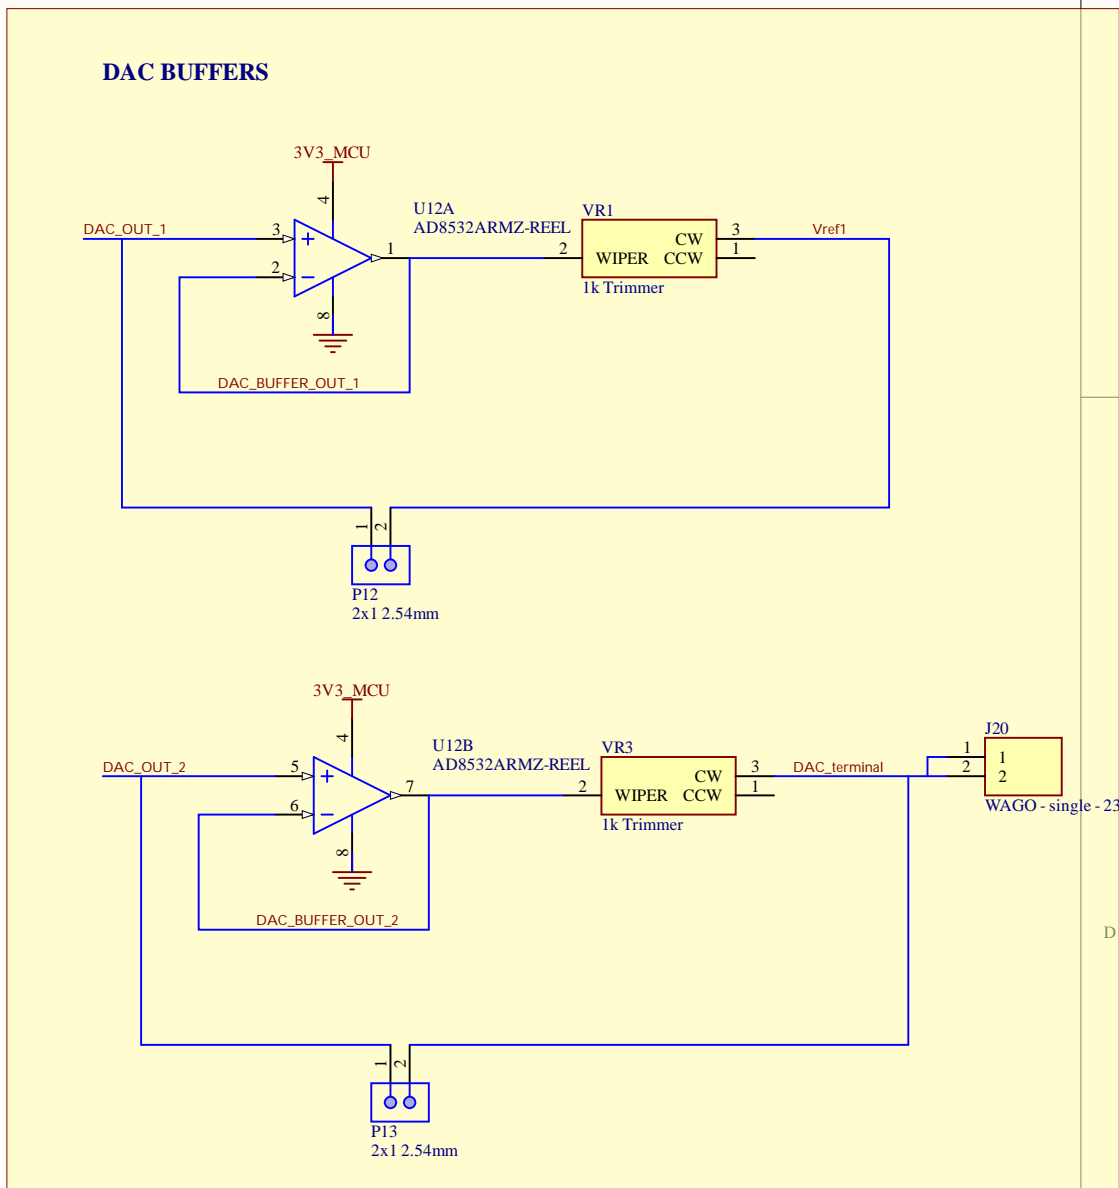 DAC BUFFERS
3V3_MCU
4
U12A
AD8532ARMZ-REEL
VR1
DAC_OUT_1
3
+
1
2
CW
3
Vref1
WIPER
CCW
1
2
−
1k Trimmer
8
DAC_BUFFER_OUT_1
1
2
P12
2x1 2.54mm
3V3_MCU
4
U12B
AD8532ARMZ-REEL
VR3
J20
DAC_OUT_2
5
+
7
2
CW
3
DAC_terminal
1
1
2
2
WIPER
CCW
1
6
−
1k Trimmer
WAGO - single - 23
8
DAC_BUFFER_OUT_2
D
1
2
P13
2x1 2.54mm